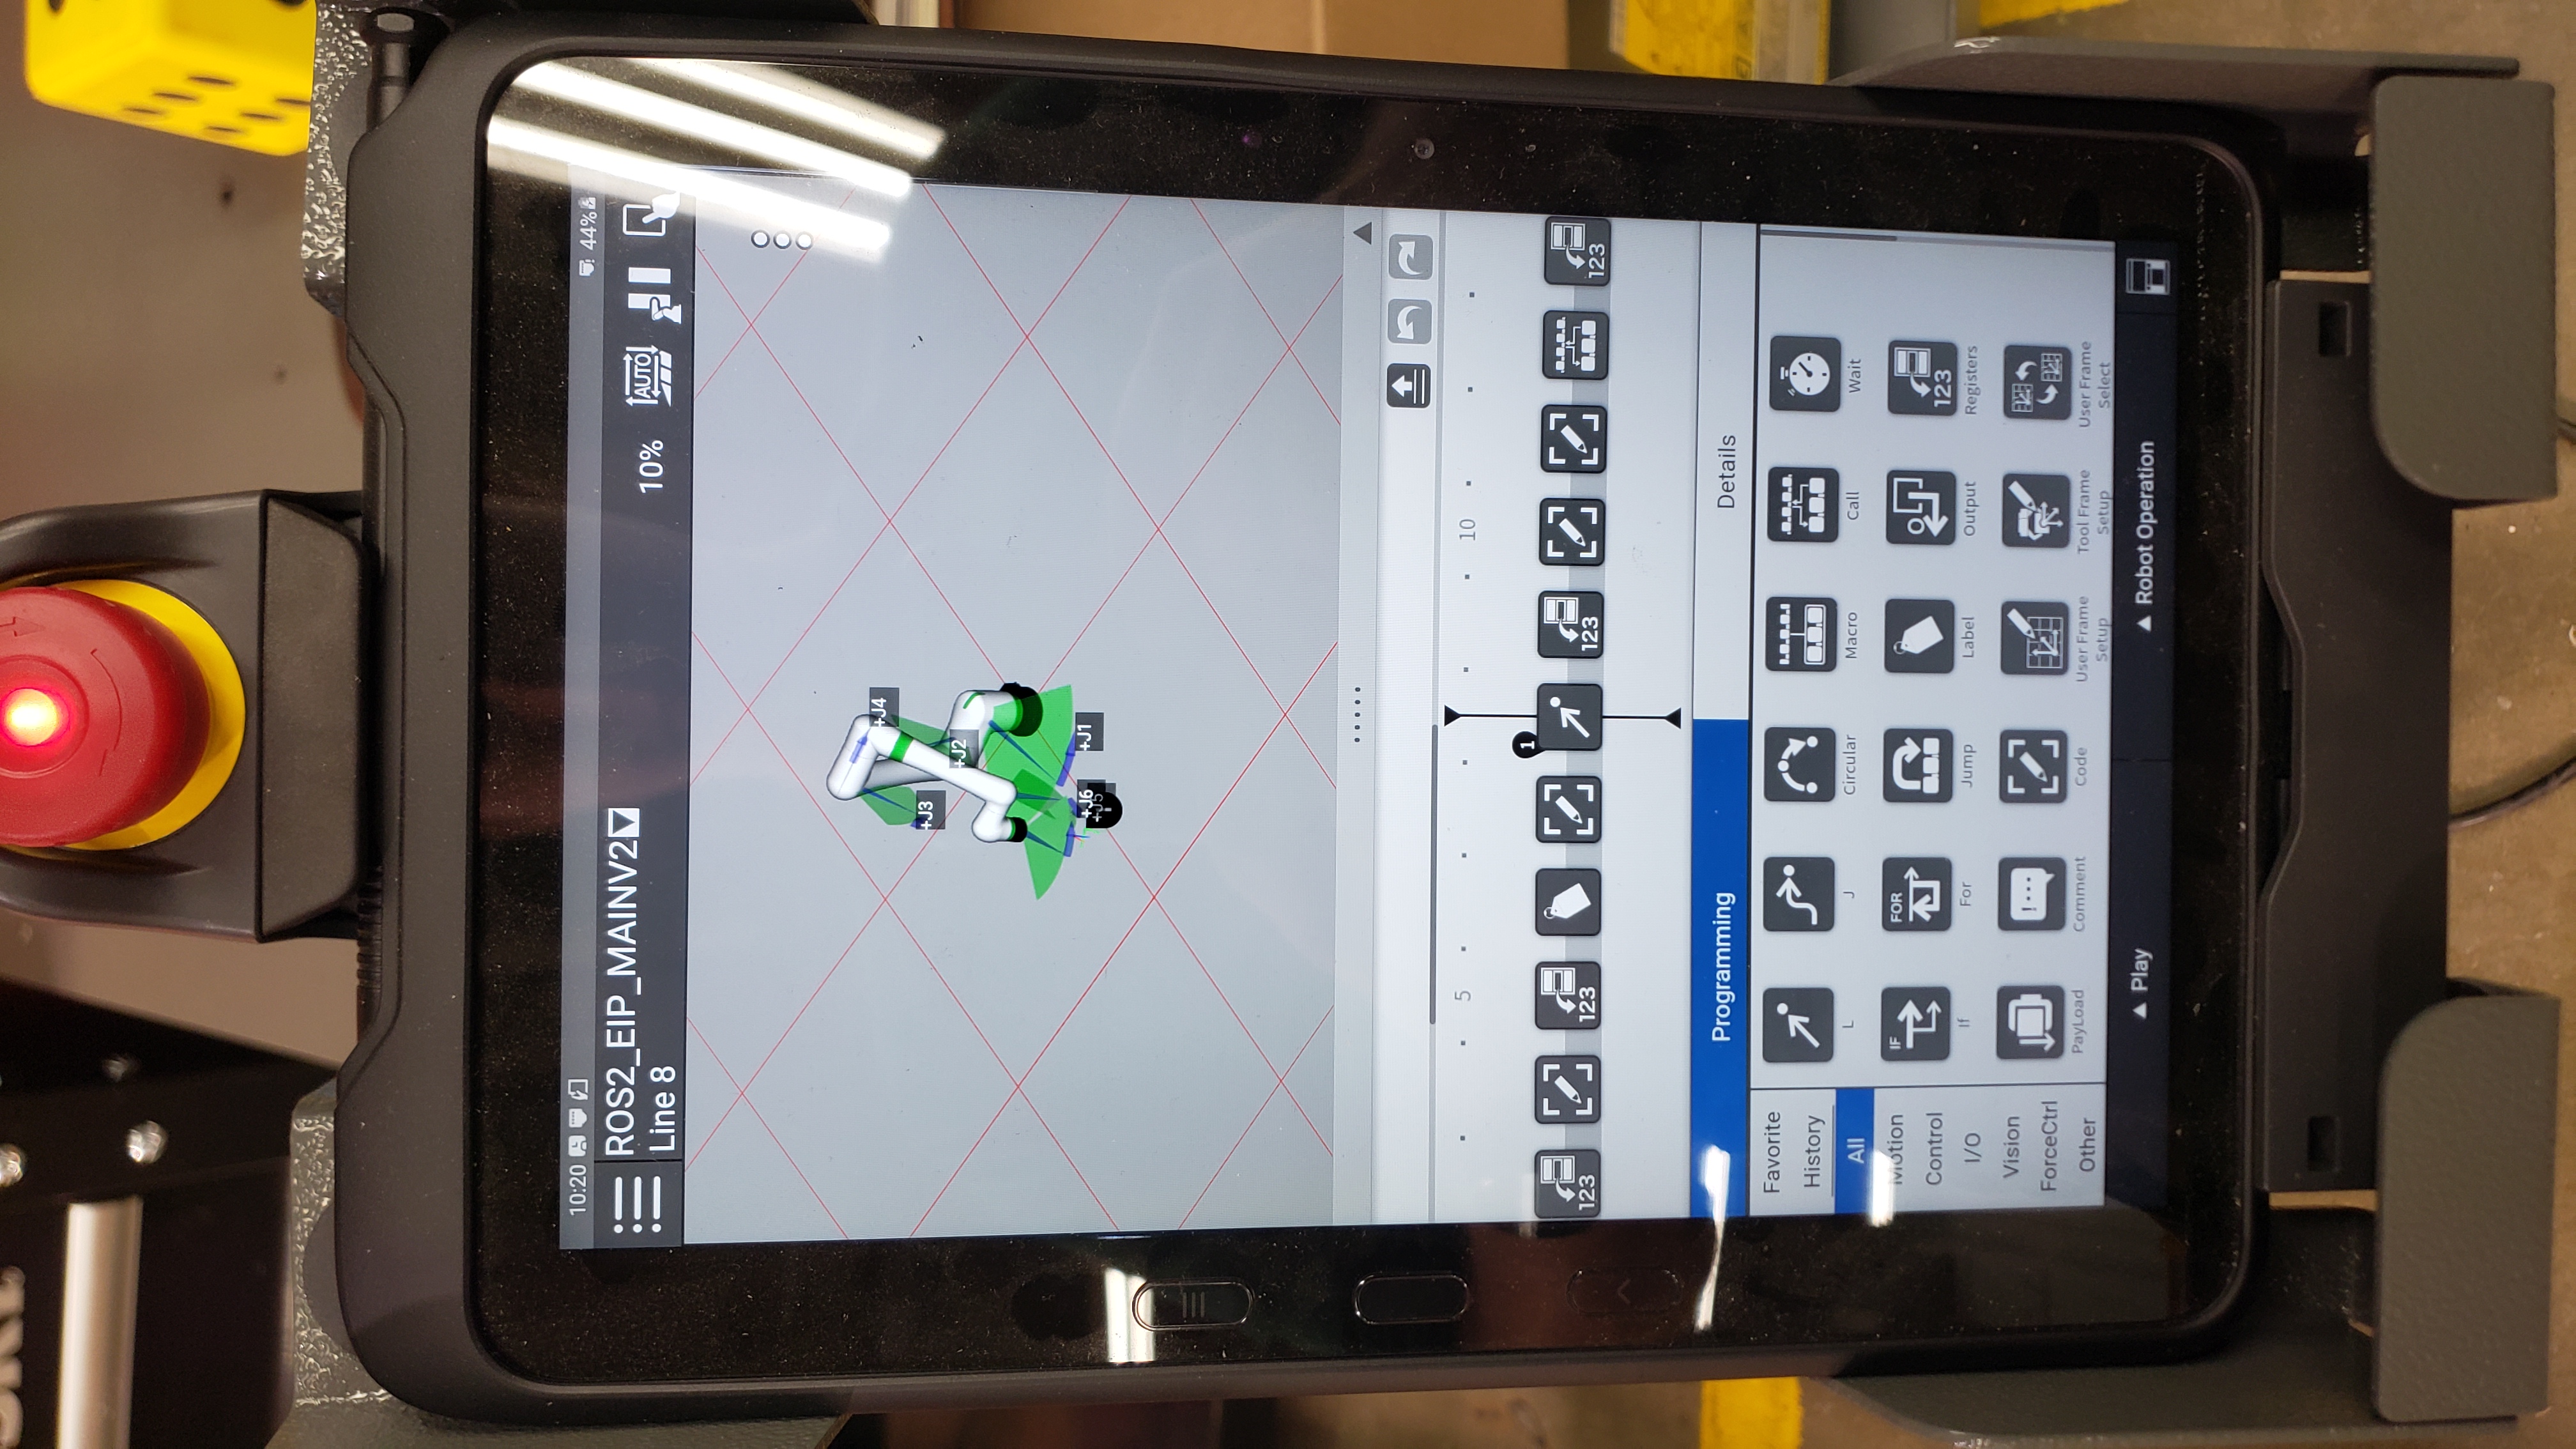 10:20 44%
ROS2_EIP_MAINV2
Line 8
10% AUTO
+J4
+J3
+J2
+J6
+J5
+J1
5 10
1
123 123 123 123
Programming Details
Favorite
History
All
Motion
Control
I/O
Vision
ForceCtrl
Other
L J Circular Macro Call Wait
IF FOR 123
If For Jump Label Output Registers
PayLoad Comment Code User Frame Setup Tool Frame Setup User Frame Select
Play Robot Operation